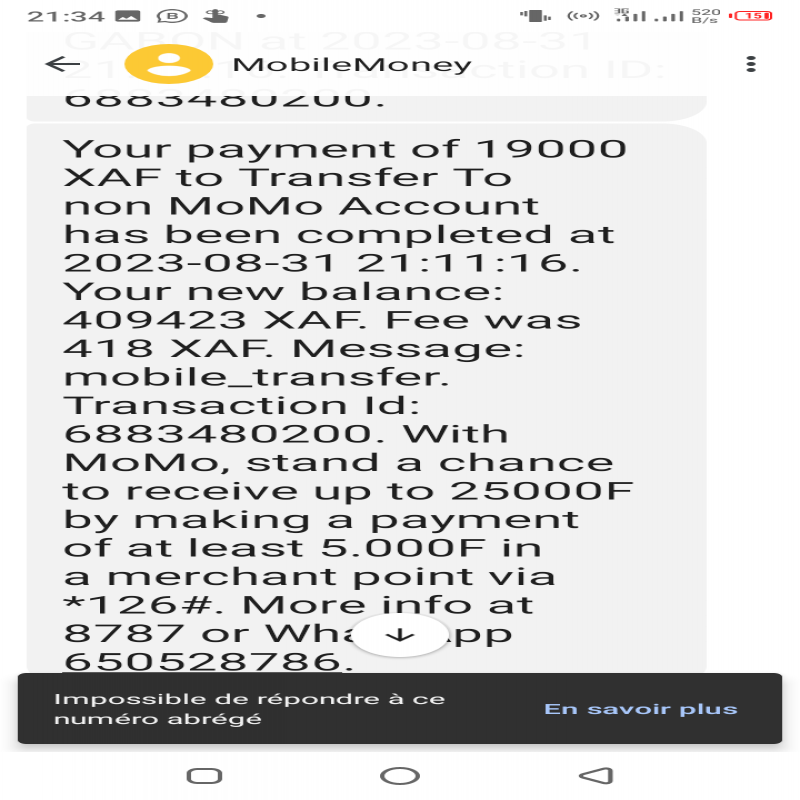 21:34
3G
520 B/s
15
GABON at 2023-08-31
MobileMoney
ction ID:
6883480200.
Your payment of 19000
XAF to Transfer To
non MoMo Account
has been completed at
2023-08-31 21:11:16.
Your new balance:
409423 XAF. Fee was
418 XAF. Message:
mobile_transfer.
Transaction Id:
6883480200. With
MoMo, stand a chance
to receive up to 25000F
by making a payment
of at least 5.000F in
a merchant point via
*126#. More info at
8787 or Wha pp
650528786.
Impossible de répondre à ce
numéro abrégé
En savoir plus